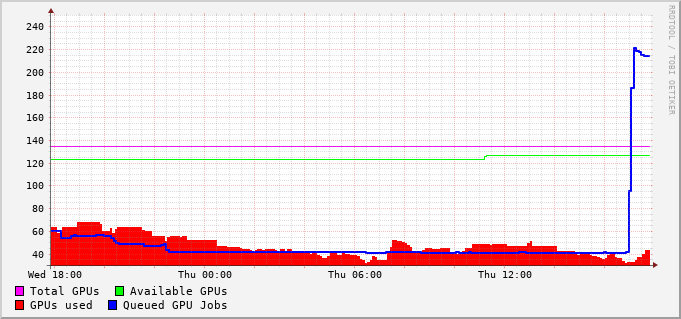 RRDTOOL / TOBI OETIKER
240
220
200
180
160
140
120
100
80
60
40
Wed 18:00 Thu 00:00 Thu 06:00 Thu 12:00
Total GPUs Available GPUs
GPUs used Queued GPU Jobs